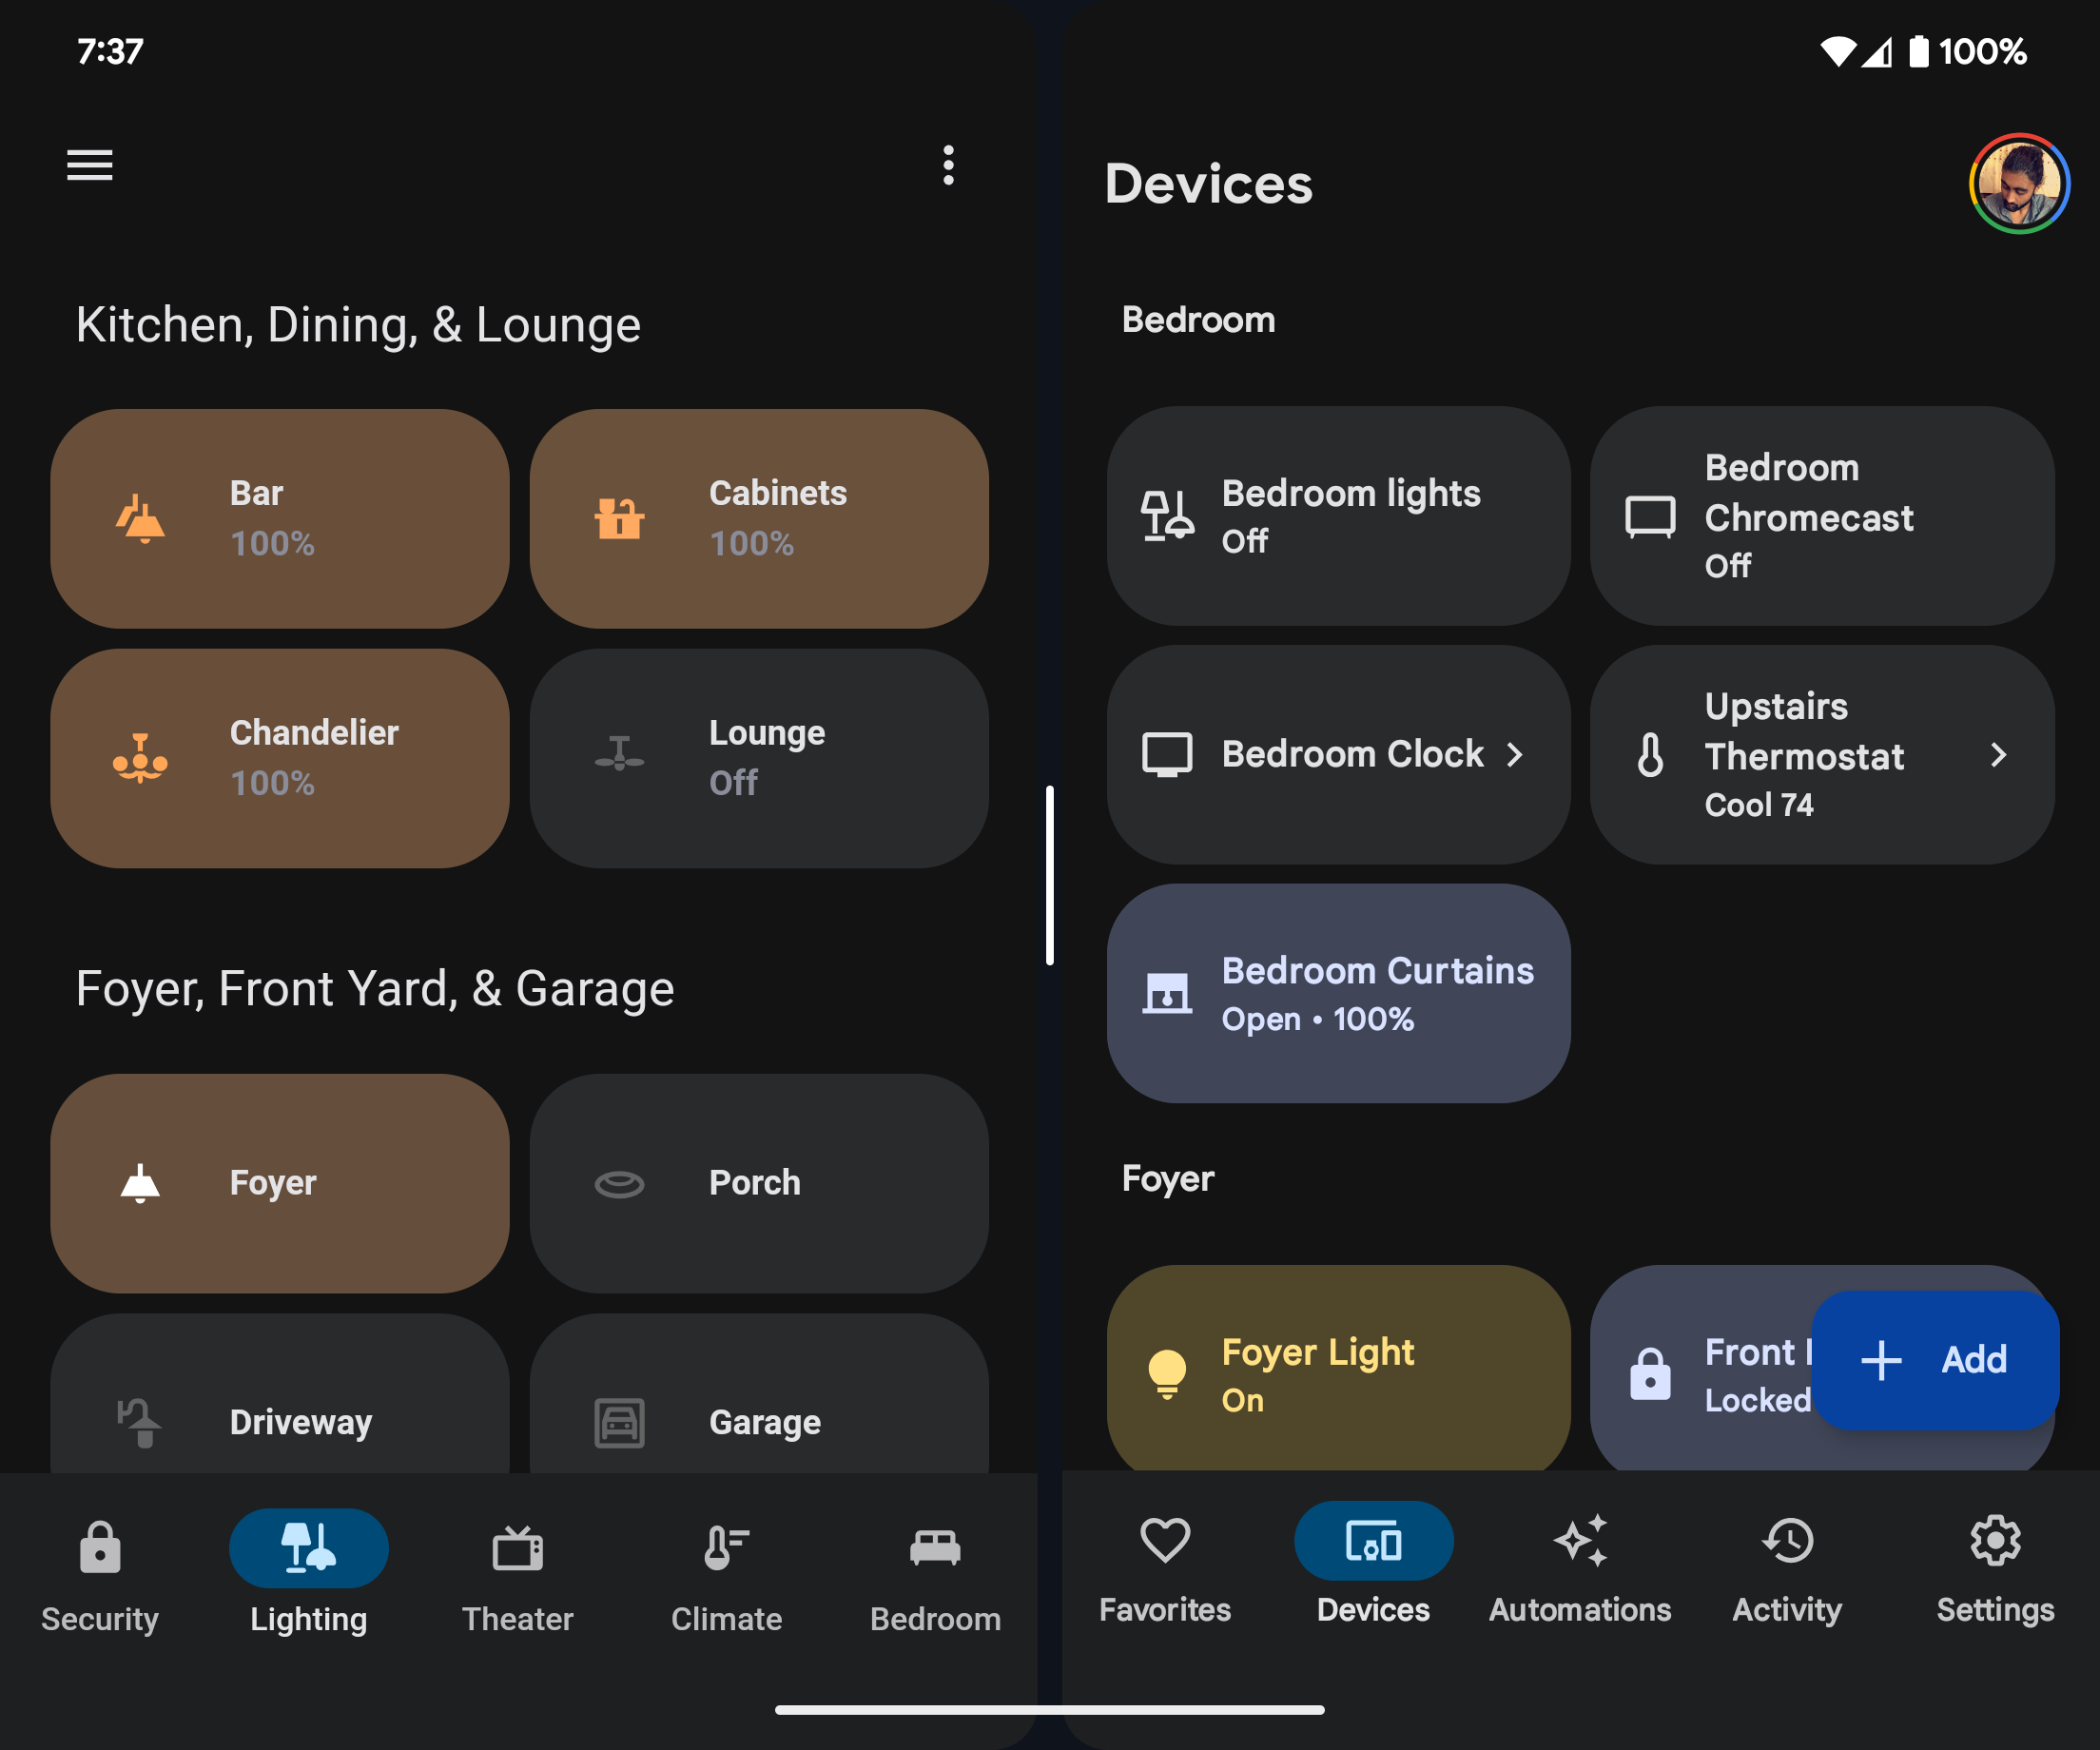 7:37
100%
Kitchen, Dining, & Lounge
Bar
100%
Cabinets
100%
Chandelier
100%
Lounge
Off
Foyer, Front Yard, & Garage
Foyer
Porch
Driveway
Garage
Security
Lighting
Theater
Climate
Bedroom
Devices
Bedroom
Bedroom lights
Off
Bedroom
Chromecast
Off
Bedroom Clock
Upstairs
Thermostat
Cool 74
Bedroom Curtains
Open • 100%
Foyer
Foyer Light
On
Front
Locked
Add
Favorites
Devices
Automations
Activity
Settings